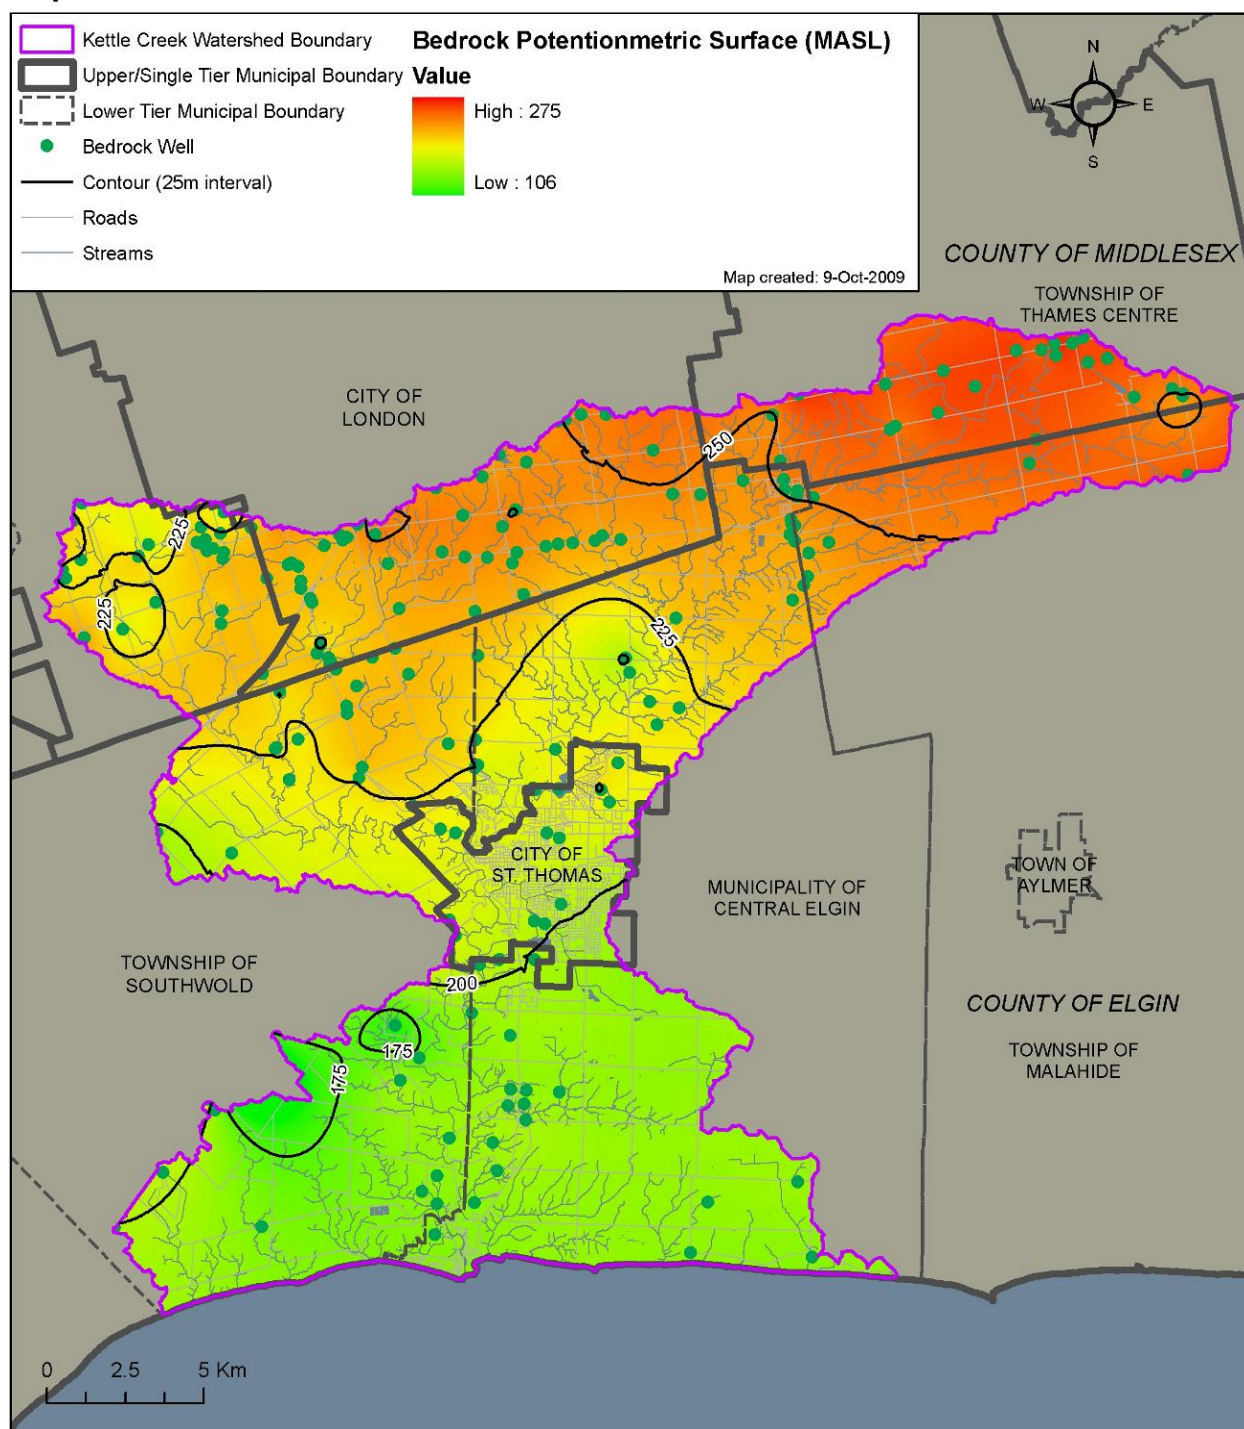 Kettle Creek Watershed Boundary
Upper/Single Tier Municipal Boundary
Lower Tier Municipal Boundary
Bedrock Well
Contour (25m interval)
Roads
Streams
Bedrock Potentionmetric Surface (MASL)
Value
High : 275
Low : 106
Map created: 9-Oct-2009
N
W
E
S
COUNTY OF MIDDLESEX
TOWNSHIP OF
THAMES CENTRE
CITY OF
LONDON
250
225
225
225
CITY OF
ST. THOMAS
MUNICIPALITY OF
CENTRAL ELGIN
TOWN OF
AYLMER
TOWNSHIP OF
SOUTHWOLD
200
COUNTY OF ELGIN
TOWNSHIP OF
MALAHIDE
175
175
0 2.5 5 Km